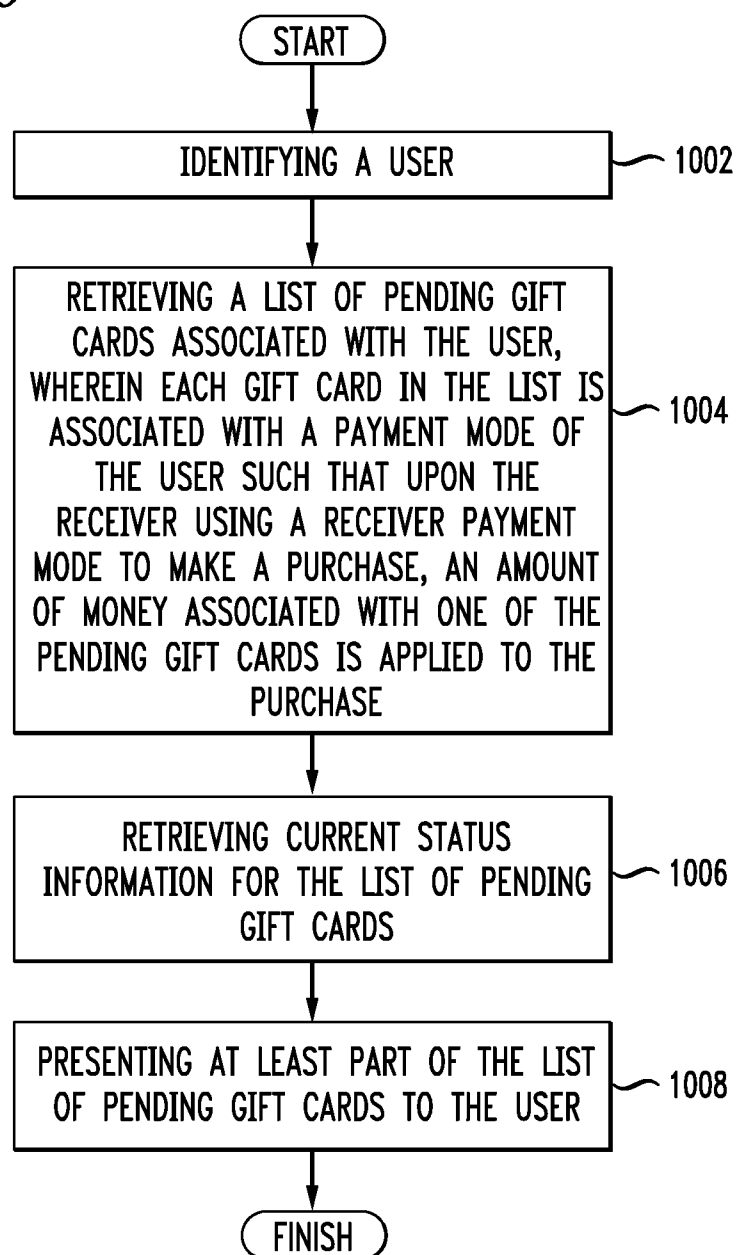 START
IDENTIFYING A USER
1002
RETRIEVING A LIST OF PENDING GIFT
CARDS ASSOCIATED WITH THE USER,
WHEREIN EACH GIFT CARD IN THE LIST IS
ASSOCIATED WITH A PAYMENT MODE OF
THE USER SUCH THAT UPON THE
RECEIVER USING A RECEIVER PAYMENT
MODE TO MAKE A PURCHASE, AN AMOUNT
OF MONEY ASSOCIATED WITH ONE OF THE
PENDING GIFT CARDS IS APPLIED TO THE
PURCHASE
1004
RETRIEVING CURRENT STATUS
INFORMATION FOR THE LIST OF PENDING
GIFT CARDS
1006
PRESENTING AT LEAST PART OF THE LIST
OF PENDING GIFT CARDS TO THE USER
1008
FINISH